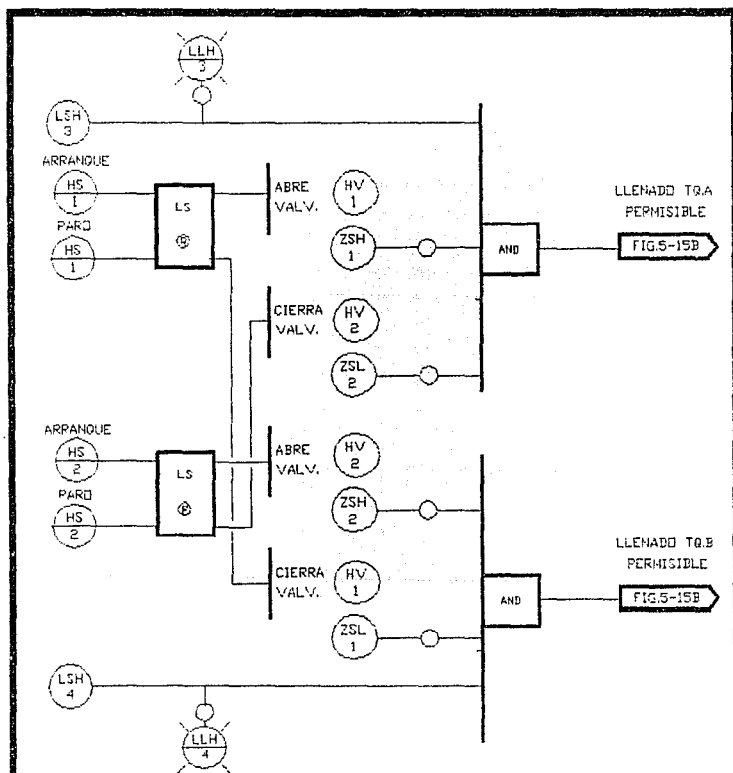 LLH
3
LSH
3
ARRANQUE
HS
1
PARO
HS
1
LS
ABRE
VALV.
HV
1
ZSH
1
CIERRA
VALV.
HV
2
ZSL
2
AND
LLENADO TQ.A
PERMISIBLE
FIG.5-15B
ARRANQUE
HS
2
PARO
HS
2
LS
ABRE
VALV.
HV
2
ZSH
2
CIERRA
VALV.
HV
1
ZSL
1
AND
LLENADO TQ.B
PERMISIBLE
FIG.5-15B
LSH
4
LLH
4